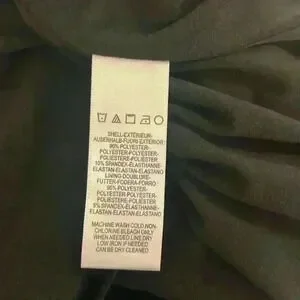 SHELL-EXTERIEUR-
AUSSERHALB-FUORI EXTERIOR:
90% POLYESTER-
POLYESTER-POLYESTER-
POLIESTERE-POLIESTER
10% SPANDEX-ELASTHANNE-
ELASTAN-ELASTAN-ELASTANO
LINING DOUBLURE-
FUTTER-FODERA-FORRO
95% POLYESTER-
POLYESTER-POLYESTER-
POLIESTERE-POLIESTER
5% SPANDEX-ELASTHANNE-
ELASTAN-ELASTAN-ELASTANO
MACHINE WASH COLD NON-
CHLORINE BLEACH ONLY
WHEN NEEDED LINE DRY
LOW IRON IF NEEDED
CAN BE DRY CLEANED